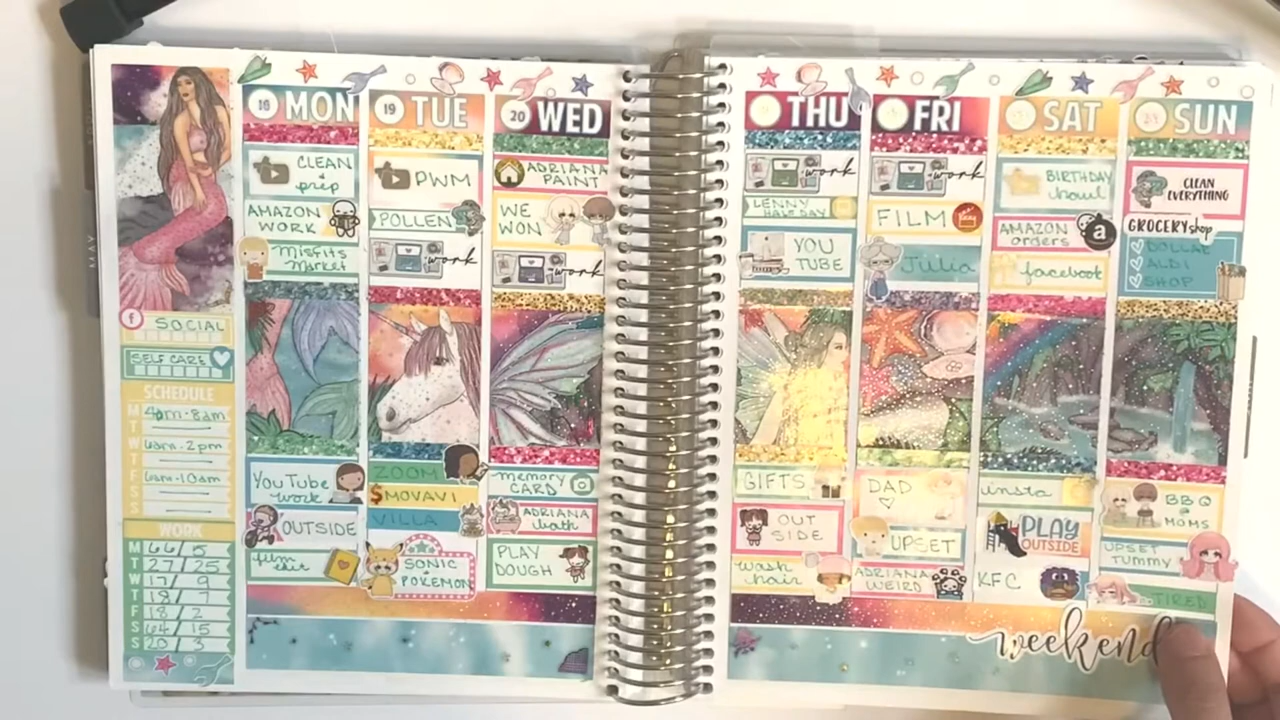 18 MON
CLEAN
+
prep
AMAZON
WORK
Misfits
Market
YouTube
work
OUTSIDE
film
19 TUE
PWM
POLLEN
work
ZOOM
$MOVAVI
VILLA
SONIC
+
POKEMON
20 WED
ADRIANA
PAINT
WE
WON
work
memory
CARD
ADRIANA
bath
PLAY
DOUGH
THU
work
LENNY
HALF DAY
YOU
TUBE
GIFTS
OUT
SIDE
wash
hair
FRI
work
FILM
Julia
DAD
UPSET
ADRIANA
WEIRD
SAT
BIRTHDAY
haul
AMAZON
orders
a
facebook
insta
PLAY
OUTSIDE
KFC
SUN
CLEAN
EVERYTHING
GROCERY shop
DOLLAR
ALDI
SHOP
BBQ
@
MOMS
UPSET
TUMMY
TIRED
weekend
f SOCIAL
SELF CARE
SCHEDULE
M 4am-8am
T
W 6am-2pm
T
F 6am-10am
S
S
WORK
M 66/5
T 27/25
W 17/9
T 18/7
F 18/2
S 64/15
S 20/3
MAY